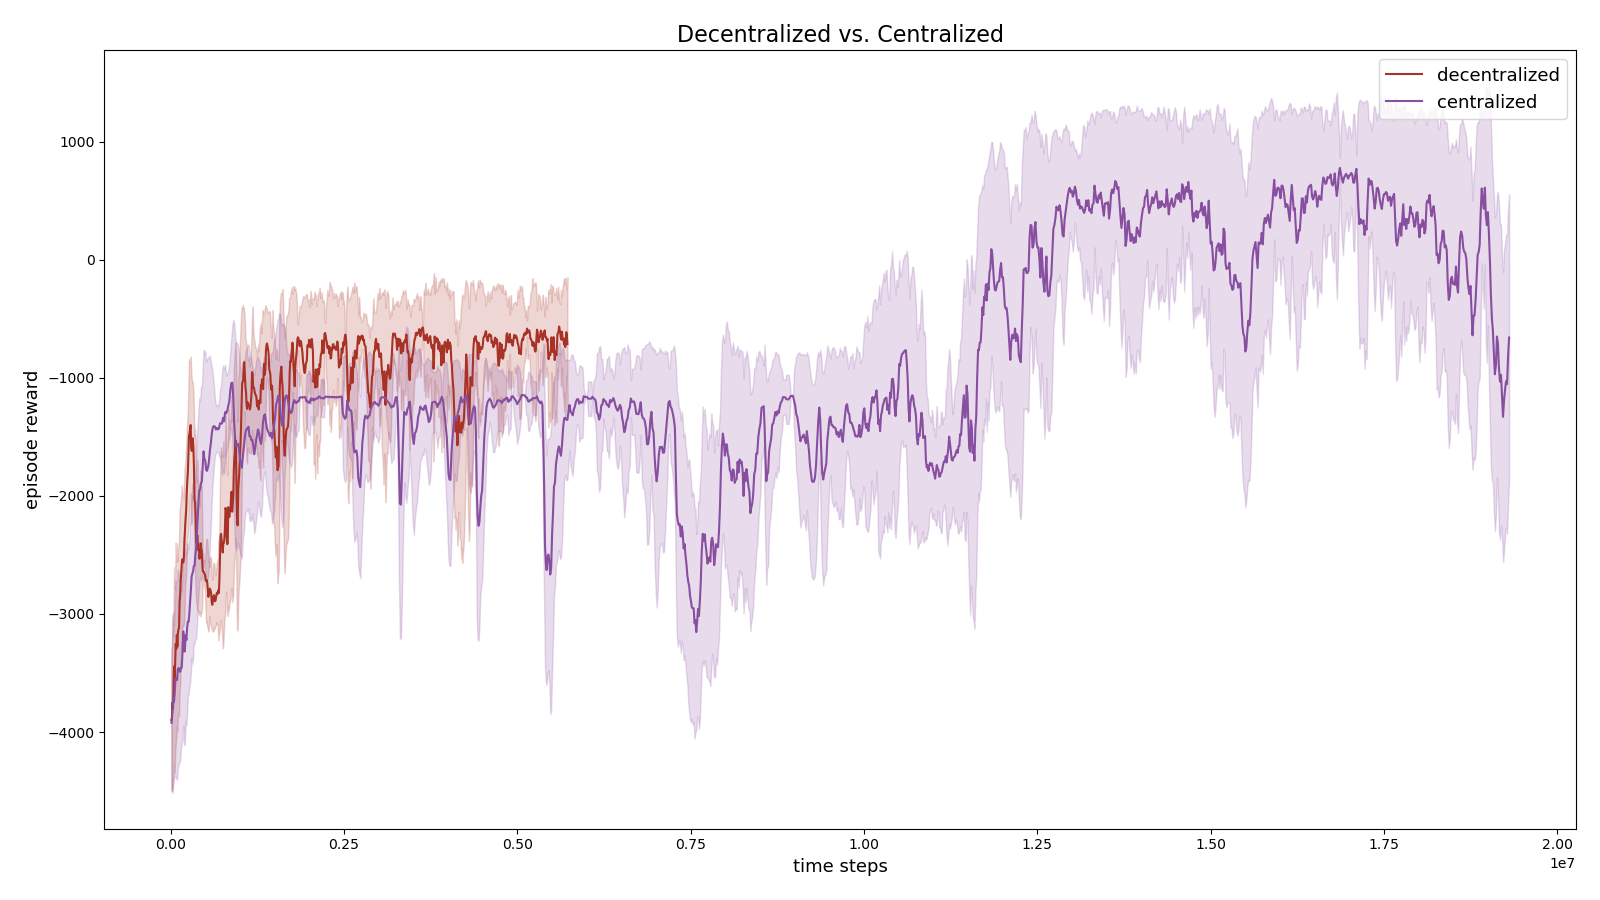 Decentralized vs. Centralized
decentralized
centralized
1000
0
−1000
−2000
−3000
−4000
episode reward
0.00
0.25
0.50
0.75
1.00
1.25
1.50
1.75
2.00
1e7
time steps